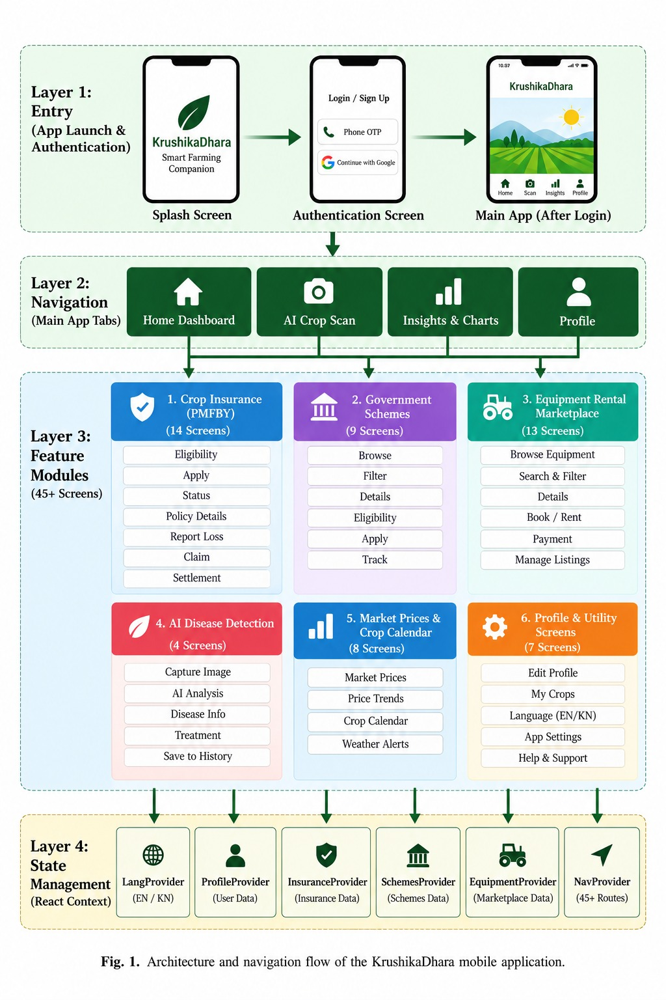 Layer 1:
Entry
(App Launch &
Authentication)
KrushikaDhara
Smart Farming
Companion
Splash Screen
Login / Sign Up
Phone OTP
Continue with Google
Authentication Screen
10:37
KrushikaDhara
Home
Scan
Insights
Profile
Main App (After Login)
Layer 2:
Navigation
(Main App Tabs)
Home Dashboard
AI Crop Scan
Insights & Charts
Profile
Layer 3:
Feature
Modules
(45+ Screens)
1. Crop Insurance
(PMFBY)
(14 Screens)
Eligibility
Apply
Status
Policy Details
Report Loss
Claim
Settlement
2. Government
Schemes
(9 Screens)
Browse
Filter
Details
Eligibility
Apply
Track
3. Equipment Rental
Marketplace
(13 Screens)
Browse Equipment
Search & Filter
Details
Book / Rent
Payment
Manage Listings
4. AI Disease Detection
(4 Screens)
Capture Image
AI Analysis
Disease Info
Treatment
Save to History
5. Market Prices &
Crop Calendar
(8 Screens)
Market Prices
Price Trends
Crop Calendar
Weather Alerts
6. Profile & Utility
Screens
(7 Screens)
Edit Profile
My Crops
Language (EN/KN)
App Settings
Help & Support
Layer 4:
State
Management
(React Context)
LangProvider
(EN / KN)
ProfileProvider
(User Data)
InsuranceProvider
(Insurance Data)
SchemesProvider
(Schemes Data)
EquipmentProvider
(Marketplace Data)
NavProvider
(45+ Routes)
Fig. 1. Architecture and navigation flow of the KrushikaDhara mobile application.